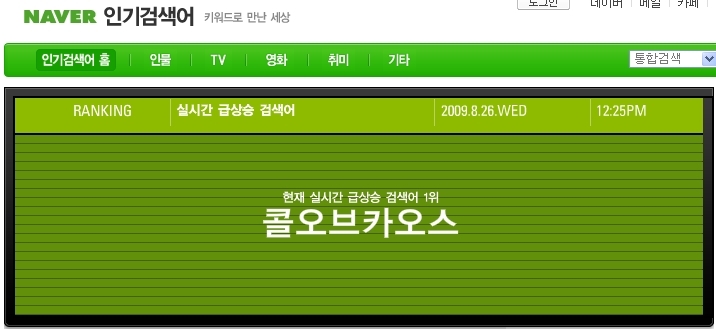 로그인 네이버 메일 카페
NAVER 인기검색어 키워드로 만난 세상
인기검색어 홈 인물 TV 영화 취미 기타 통합검색
RANKING 실시간 급상승 검색어 2009.8.26.WED 12:25PM
현재 실시간 급상승 검색어 1위
콜오브카오스